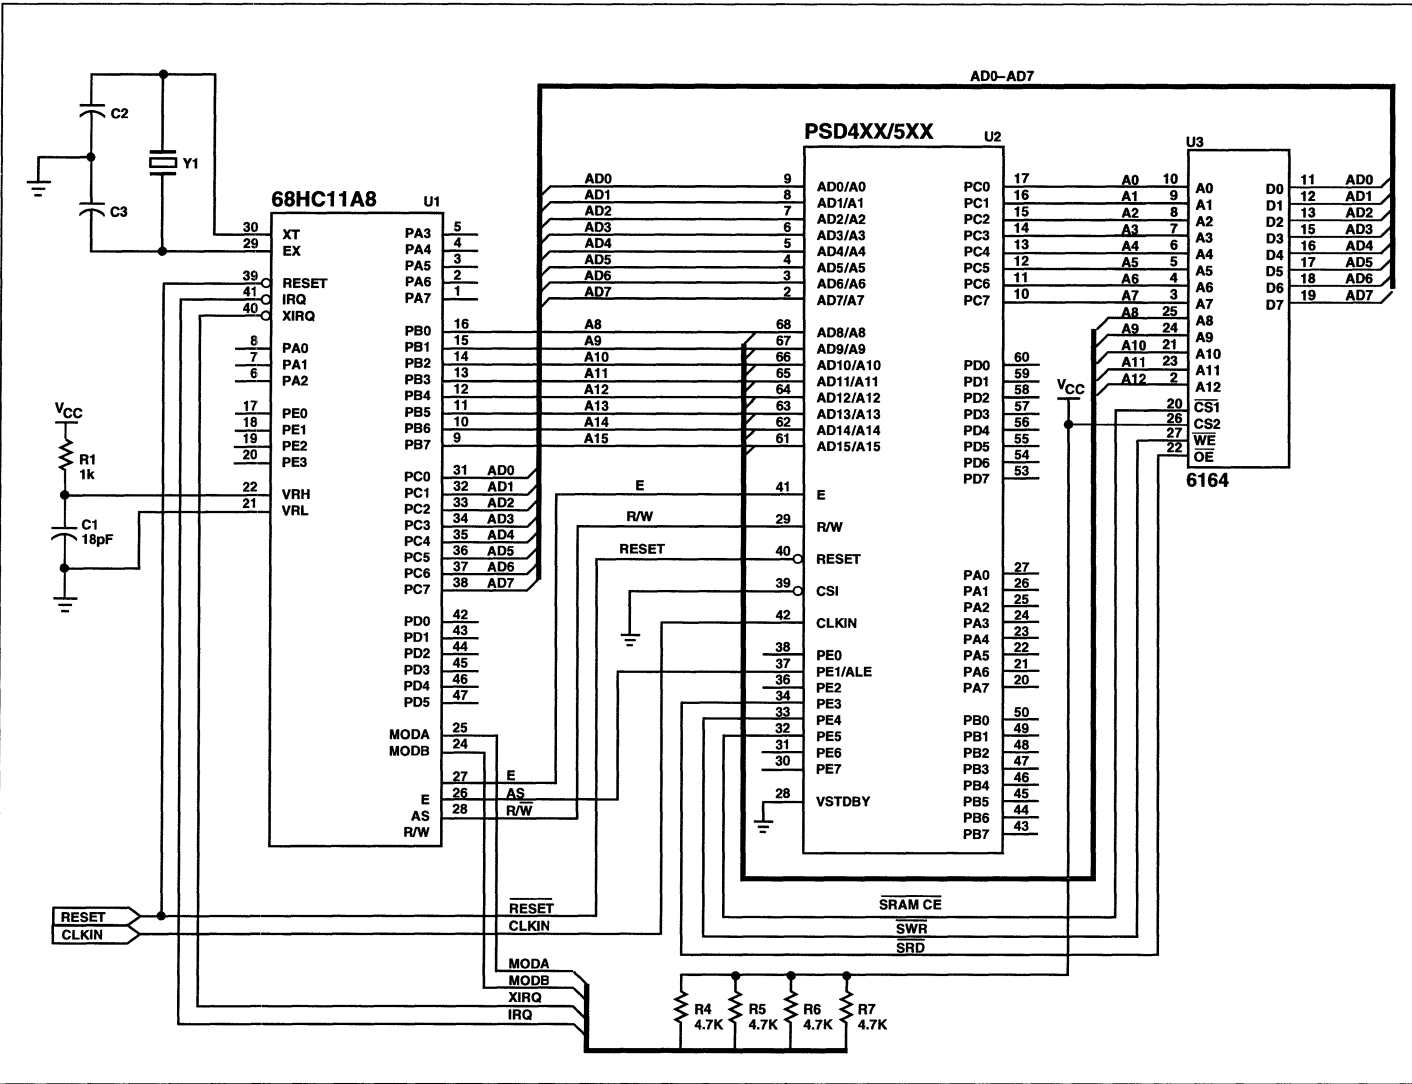 AD0–AD7
PSD4XX/5XX
U2
U3
C2
Y1
C3
68HC11A8
U1
30 XT
29 EX
39 RESET
41 IRQ
40 XIRQ
8 PA0
7 PA1
6 PA2
17 PE0
18 PE1
19 PE2
20 PE3
22 VRH
21 VRL
VCC
R1
1k
C1
18pF
PA3 5
PA4 4
PA5 3
PA6 2
PA7 1
PB0 16 A8
PB1 15 A9
PB2 14 A10
PB3 13 A11
PB4 12 A12
PB5 11 A13
PB6 10 A14
PB7 9 A15
PC0 31 AD0
PC1 32 AD1
PC2 33 AD2
PC3 34 AD3
PC4 35 AD4
PC5 36 AD5
PC6 37 AD6
PC7 38 AD7
PD0 42
PD1 43
PD2 44
PD3 45
PD4 46
PD5 47
MODA 25
MODB 24
27 E
E 26 AS
AS 28 R/W
R/W
AD0 9 AD0/A0
AD1 8 AD1/A1
AD2 7 AD2/A2
AD3 6 AD3/A3
AD4 5 AD4/A4
AD5 4 AD5/A5
AD6 3 AD6/A6
AD7 2 AD7/A7
68 AD8/A8
67 AD9/A9
66 AD10/A10
65 AD11/A11
64 AD12/A12
63 AD13/A13
62 AD14/A14
61 AD15/A15
E 41 E
R/W 29 R/W
RESET 40 RESET
39 CSI
42 CLKIN
38 PE0
37 PE1/ALE
36 PE2
34 PE3
33 PE4
32 PE5
31 PE6
30 PE7
28 VSTDBY
PC0 17 A0 10 A0
PC1 16 A1 9 A1
PC2 15 A2 8 A2
PC3 14 A3 7 A3
PC4 13 A4 6 A4
PC5 12 A5 5 A5
PC6 11 A6 4 A6
PC7 10 A7 3 A7
A8 25 A8
A9 24 A9
A10 21 A10
A11 23 A11
A12 2 A12
20 CS1
26 CS2
27 WE
22 OE
6164
D0 11 AD0
D1 12 AD1
D2 13 AD2
D3 15 AD3
D4 16 AD4
D5 17 AD5
D6 18 AD6
D7 19 AD7
VCC
PD0 60
PD1 59
PD2 58
PD3 57
PD4 56
PD5 55
PD6 54
PD7 53
PA0 27
PA1 26
PA2 25
PA3 24
PA4 23
PA5 22
PA6 21
PA7 20
PB0 50
PB1 49
PB2 48
PB3 47
PB4 46
PB5 45
PB6 44
PB7 43
RESET
CLKIN
RESET
CLKIN
SRAM CE
SWR
SRD
MODA
MODB
XIRQ
IRQ
R4
4.7K
R5
4.7K
R6
4.7K
R7
4.7K